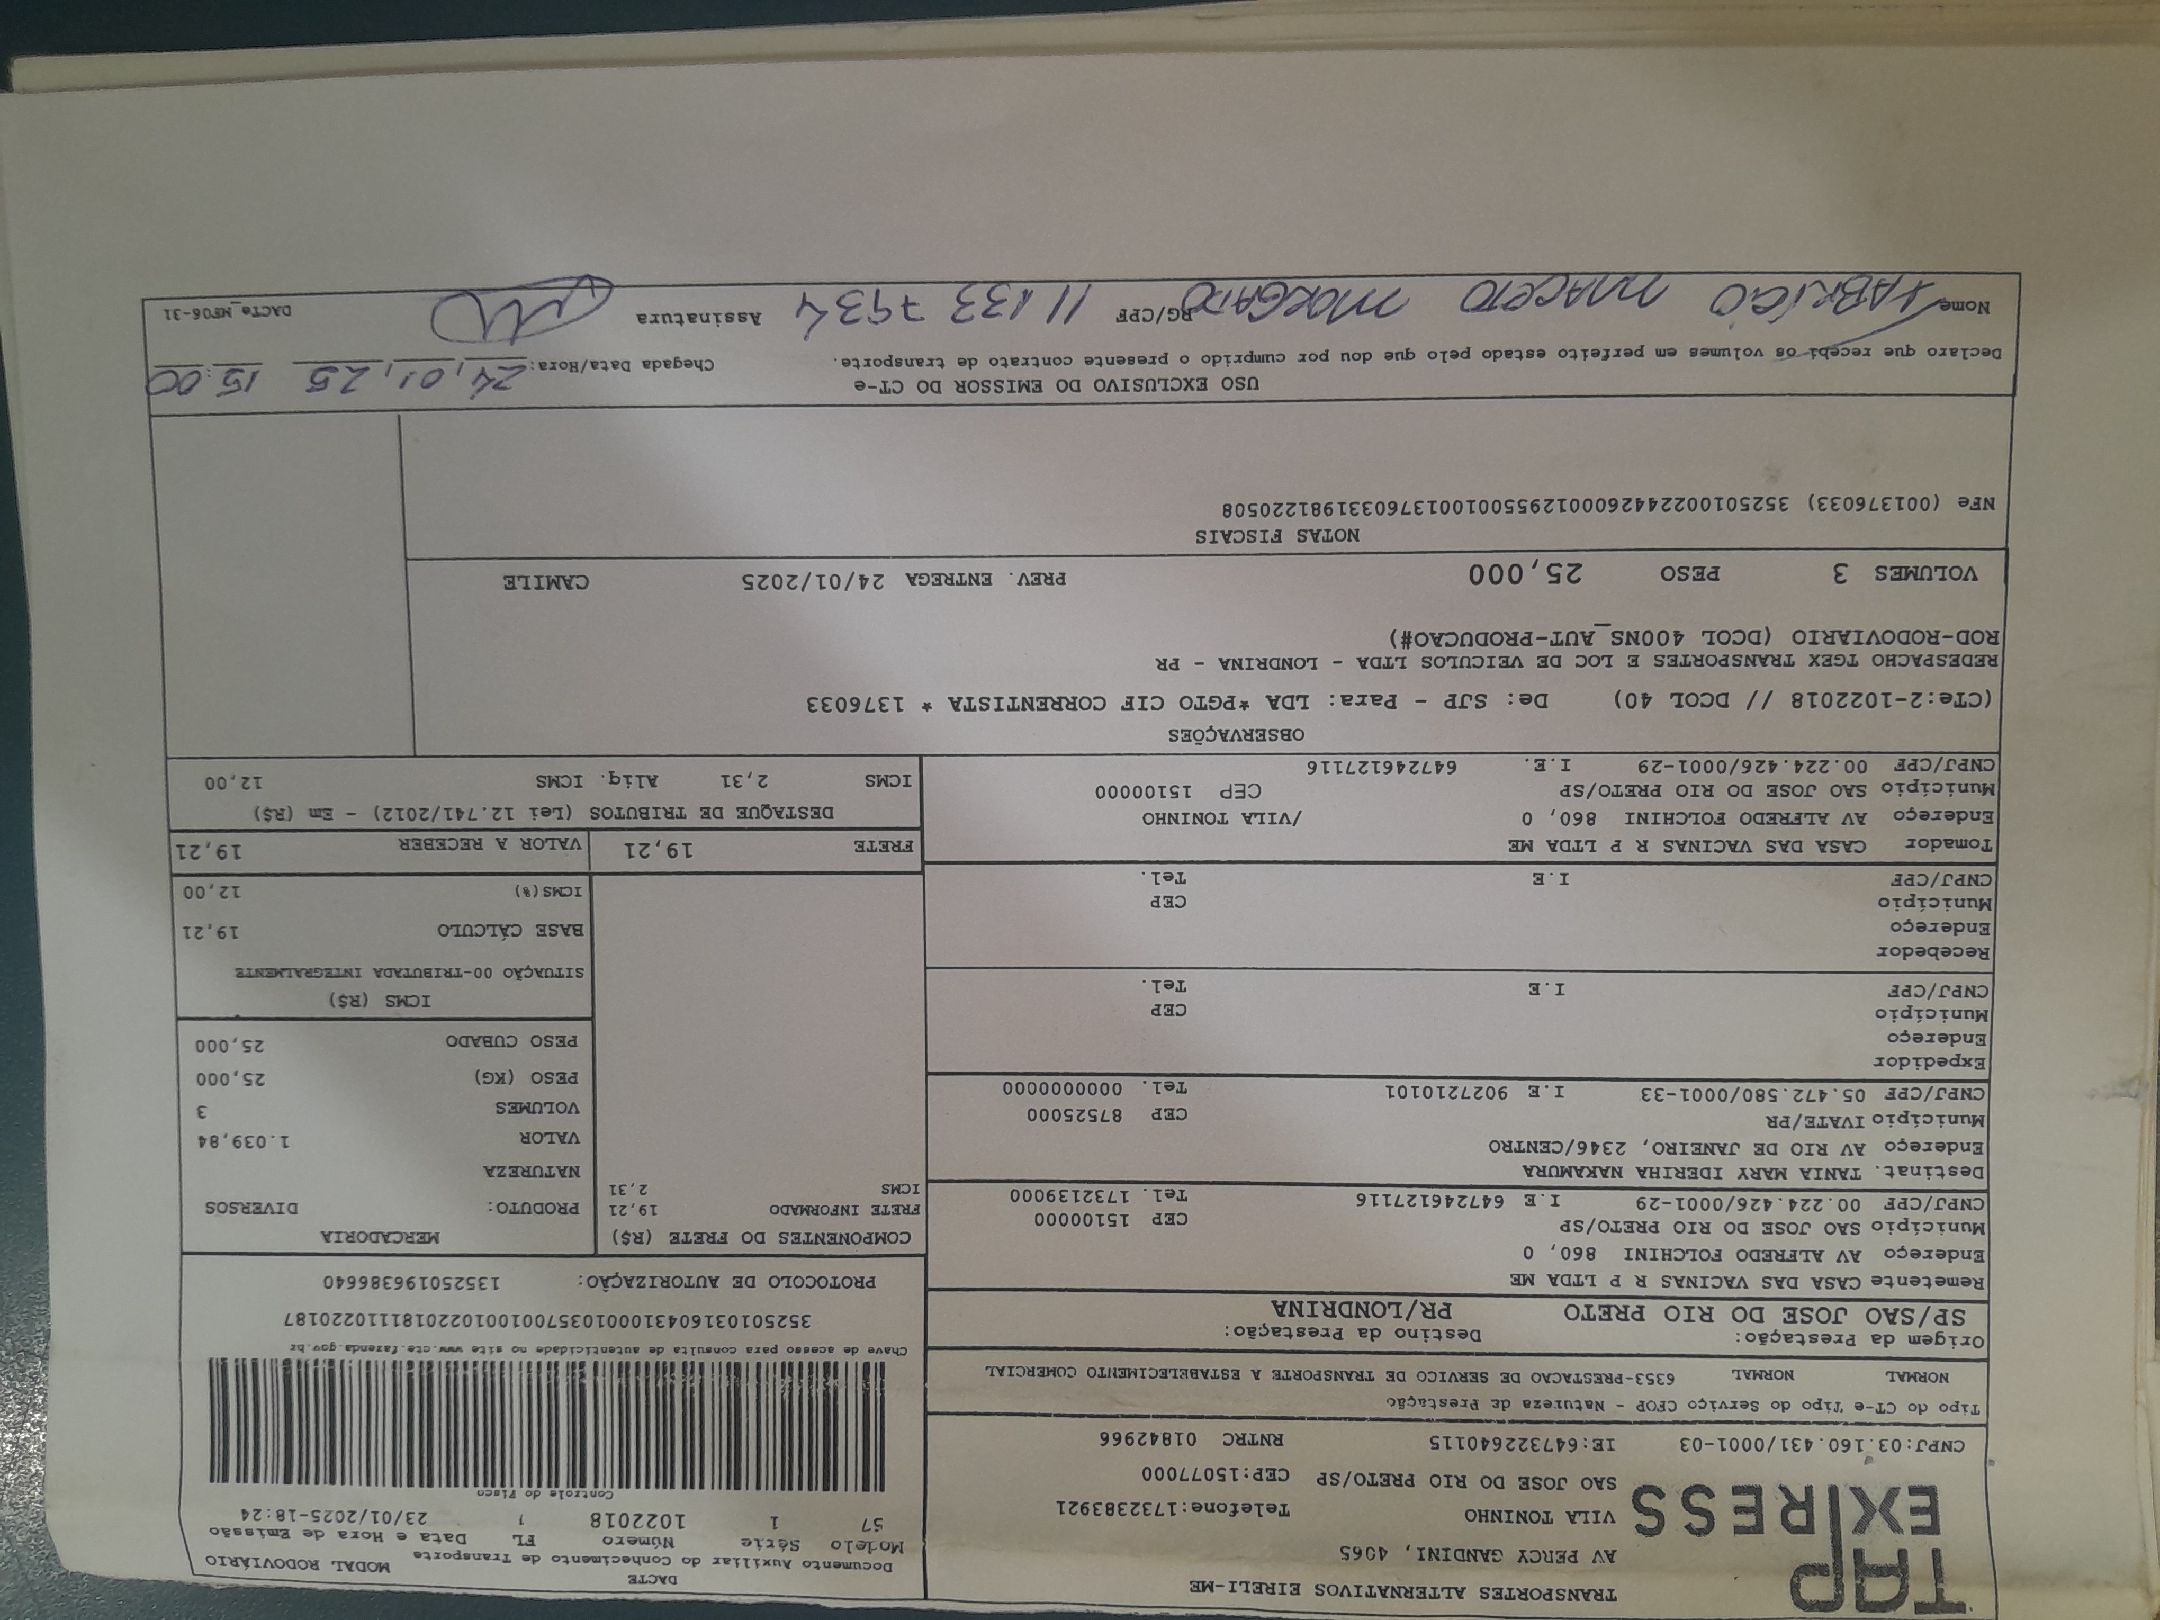 TAP
EXPRESS
TRANSPORTES ALTERNATIVOS EIRELI-ME
AV PERCY GANDINI, 4065
VILA TONINHO Telefone:1732383921
SAO JOSE DO RIO PRETO/SP CEP:15077000
CNPJ:03.160.431/0001-03 IE:647322640115 RNTRC 01842966
DACTE
Documento Auxiliar do Conhecimento de Transporte MODAL RODOVIÁRIO
Modelo Série Número FL Data e Hora de Emissão
57 1 1022018 23/01/2025-18:24
Controle do Fisco
Chave de acesso para consulta de autenticidade no site www.cte.fazenda.gov.br
35250103160431000103570010010220181110220187
PROTOCOLO DE AUTORIZAÇÃO: 135250196386640
Tipo do CT-e Tipo do Serviço CFOP - Natureza da Prestação
NORMAL NORMAL 6353-PRESTACAO DE SERVICO DE TRANSPORTE A ESTABELECIMENTO COMERCIAL
Origem da Prestação: Destino da Prestação:
SP/SAO JOSE DO RIO PRETO PR/LONDRINA
Remetente CASA DAS VACINAS R P LTDA ME
Endereço AV ALFREDO FOLCHINI 860, 0
Município SAO JOSE DO RIO PRETO/SP CEP 15100000
CNPJ/CPF 00.224.426/0001-29 I.E 647246127116 Tel. 1732139000
Destinat. TANIA MARY IDERIHA NAKAMURA
Endereço AV RIO DE JANEIRO, 2346/CENTRO
Município IVATE/PR CEP 87525000
CNPJ/CPF 05.472.580/0001-33 I.E 9027210101 Tel. 0000000000
Expedidor
Endereço
Município CEP
CNPJ/CPF I.E Tel.
Recebedor
Endereço
Município CEP
CNPJ/CPF I.E Tel.
Tomador CASA DAS VACINAS R P LTDA ME
Endereço AV ALFREDO FOLCHINI 860, 0 /VILA TONINHO
Município SAO JOSE DO RIO PRETO/SP CEP 15100000
CNPJ/CPF 00.224.426/0001-29 I.E. 647246127116
COMPONENTES DO FRETE (R$)
FRETE INFORMADO 19,21
ICMS 2,31
MERCADORIA
PRODUTO: DIVERSOS
NATUREZA
VALOR 1.039,84
VOLUMES 3
PESO (KG) 25,000
PESO CUBADO 25,000
ICMS (R$)
SITUAÇÃO 00-TRIBUTADA INTEGRALMENTE
BASE CÁLCULO 19,21
ICMS(%) 12,00
FRETE 19,21 VALOR A RECEBER 19,21
DESTAQUE DE TRIBUTOS (Lei 12.741/2012) - Em (R$)
ICMS 2,31 Aliq. ICMS 12,00
OBSERVAÇÕES
(CTe:2-1022018 // DCOL 40) De: SJP - Para: LDA *PGTO CIF CORRENTISTA * 1376033
REDESPACHO TGEX TRANSPORTES E LOC DE VEICULOS LTDA - LONDRINA - PR
ROD-RODOVIARIO (DCOL 400NS_AUT-PRODUCAO#)
VOLUMES 3 PESO 25,000 PREV. ENTREGA 24/01/2025 CAMILE
NOTAS FISCAIS
NFe (001376033) 35250100224426000129550010013760331981220508
USO EXCLUSIVO DO EMISSOR DO CT-e
Declaro que recebi os volumes em perfeito estado pelo que dou por cumprido o presente contrato de transporte. Chegada Data/Hora: 24,01,25 15:00
Nome FABRICIO MACEDO MORGADO RG/CPF 11 133 7934 Assinatura
DACTe_MF06-31